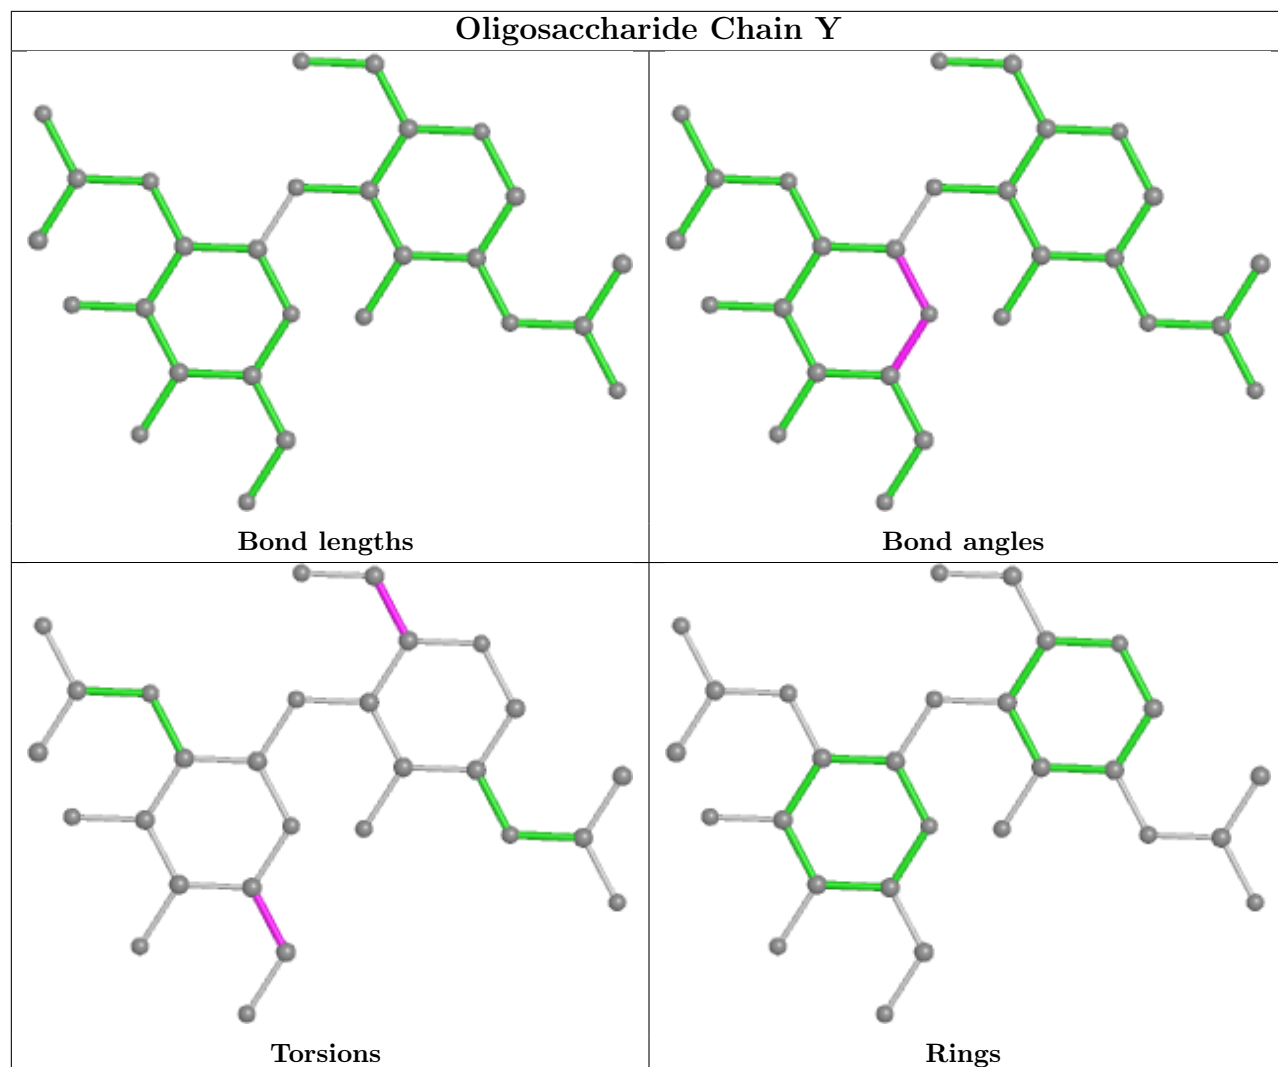 Oligosaccharide Chain Y
Bond lengths
Bond angles
Torsions
Rings